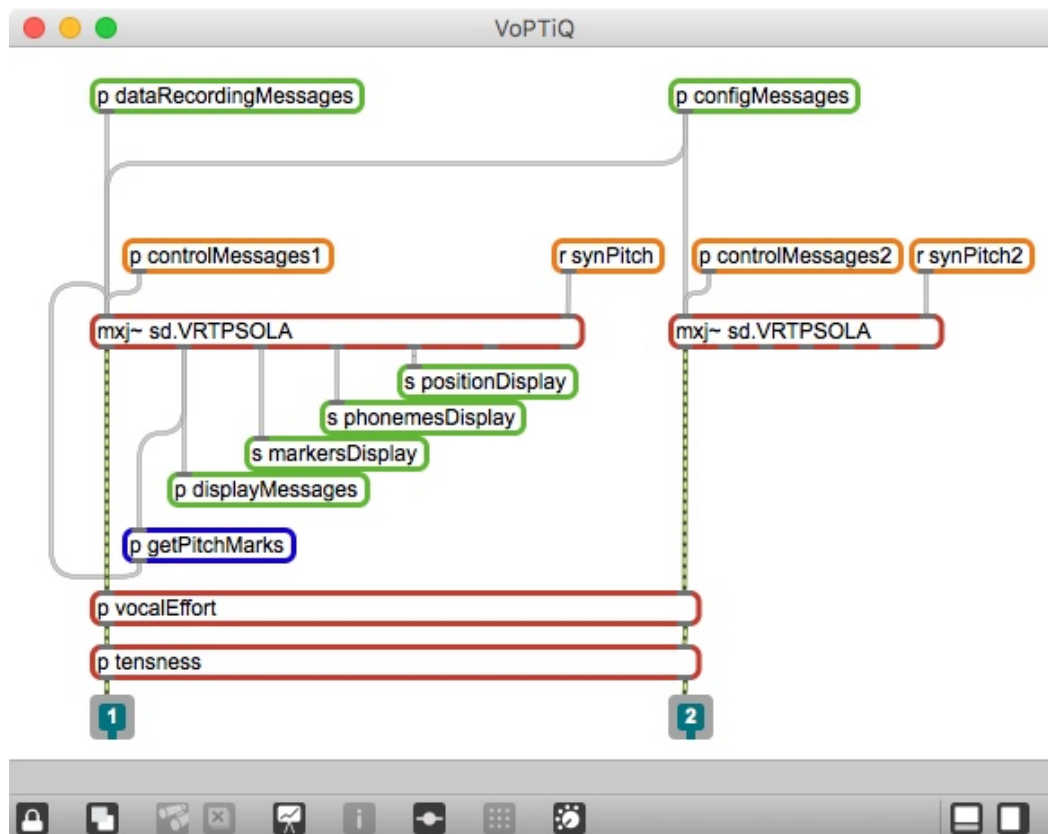 VoPTiQ
p dataRecordingMessages
p configMessages
p controlMessages1
r synPitch
p controlMessages2
r synPitch2
mxj~ sd.VRTPSOLA
mxj~ sd.VRTPSOLA
s positionDisplay
s phonemesDisplay
s markersDisplay
p displayMessages
p getPitchMarks
p vocalEffort
p tensness
1
2